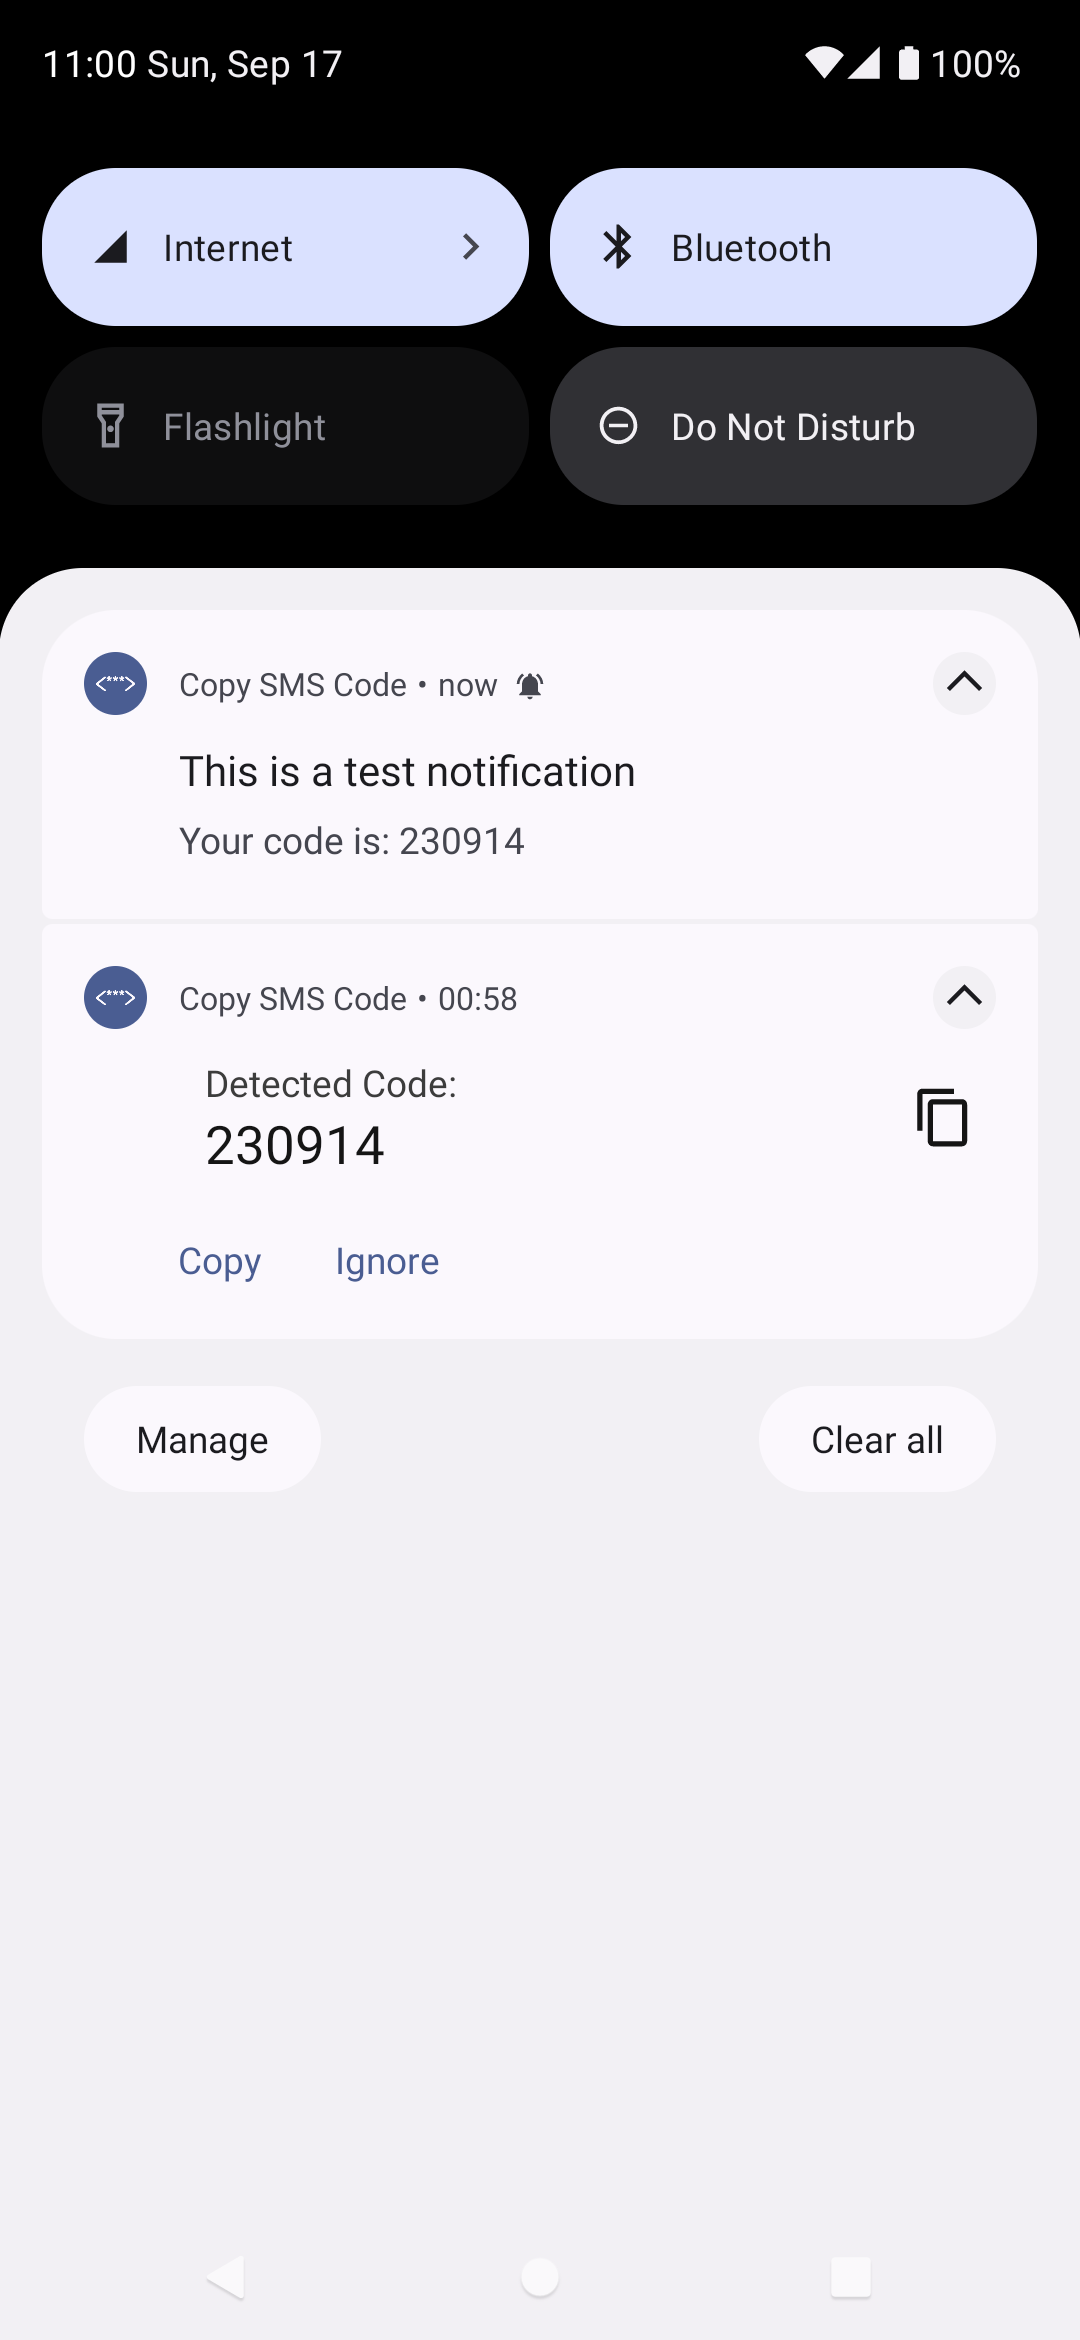 11:00 Sun, Sep 17 100%
Internet
Bluetooth
Flashlight
Do Not Disturb
<***> Copy SMS Code • now
This is a test notification
Your code is: 230914
<***> Copy SMS Code • 00:58
Detected Code:
230914
Copy Ignore
Manage Clear all